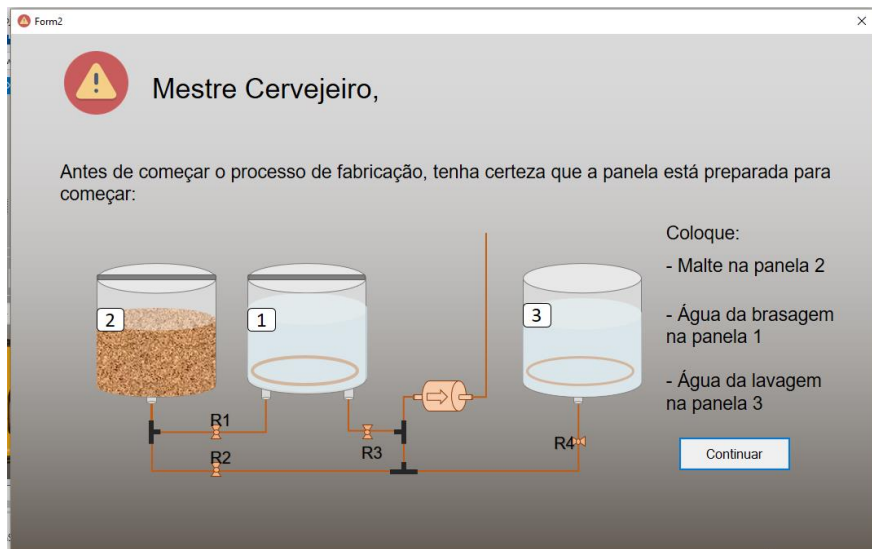 Form2
Mestre Cervejeiro,
Antes de começar o processo de fabricação, tenha certeza que a panela está preparada para
começar:
Coloque:
- Malte na panela 2
- Água da brasagem
na panela 1
- Água da lavagem
na panela 3
2
1
3
R1
R2
R3
R4
Continuar